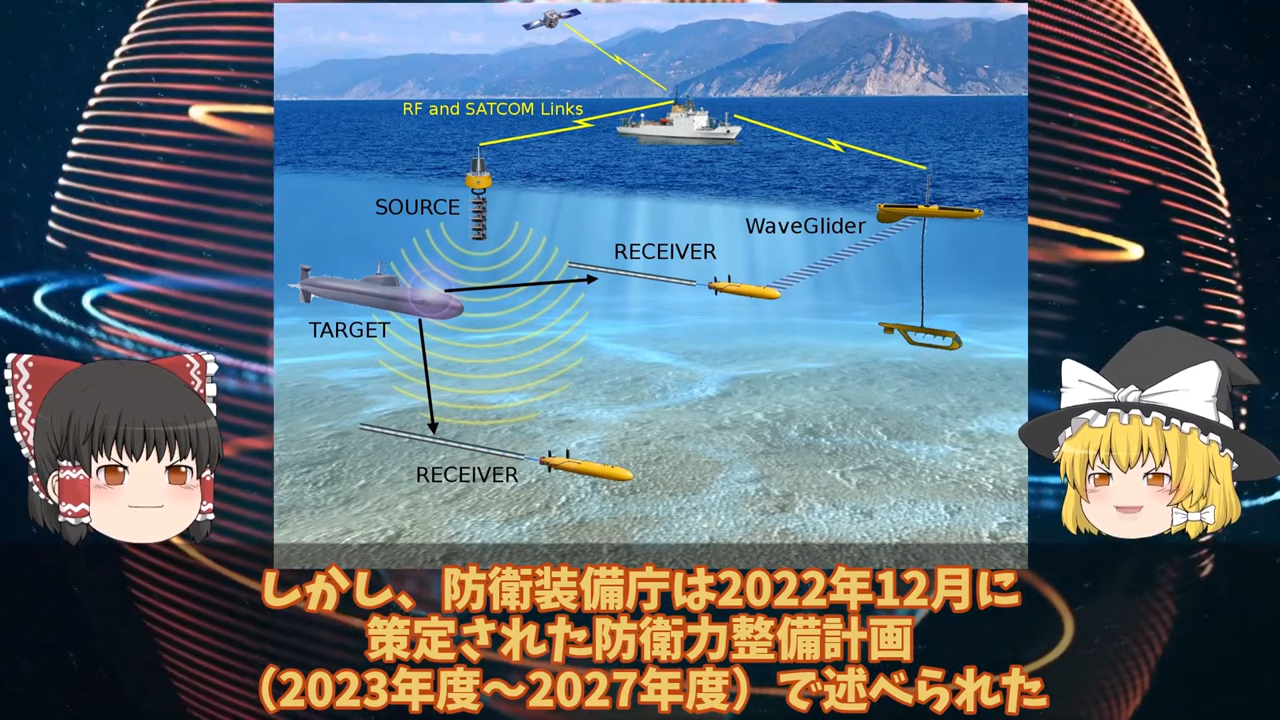 RF and SATCOM Links
SOURCE
WaveGlider
RECEIVER
TARGET
RECEIVER
しかし、防衛装備庁は2022年12月に
策定された防衛力整備計画
（2023年度～2027年度）で述べられた